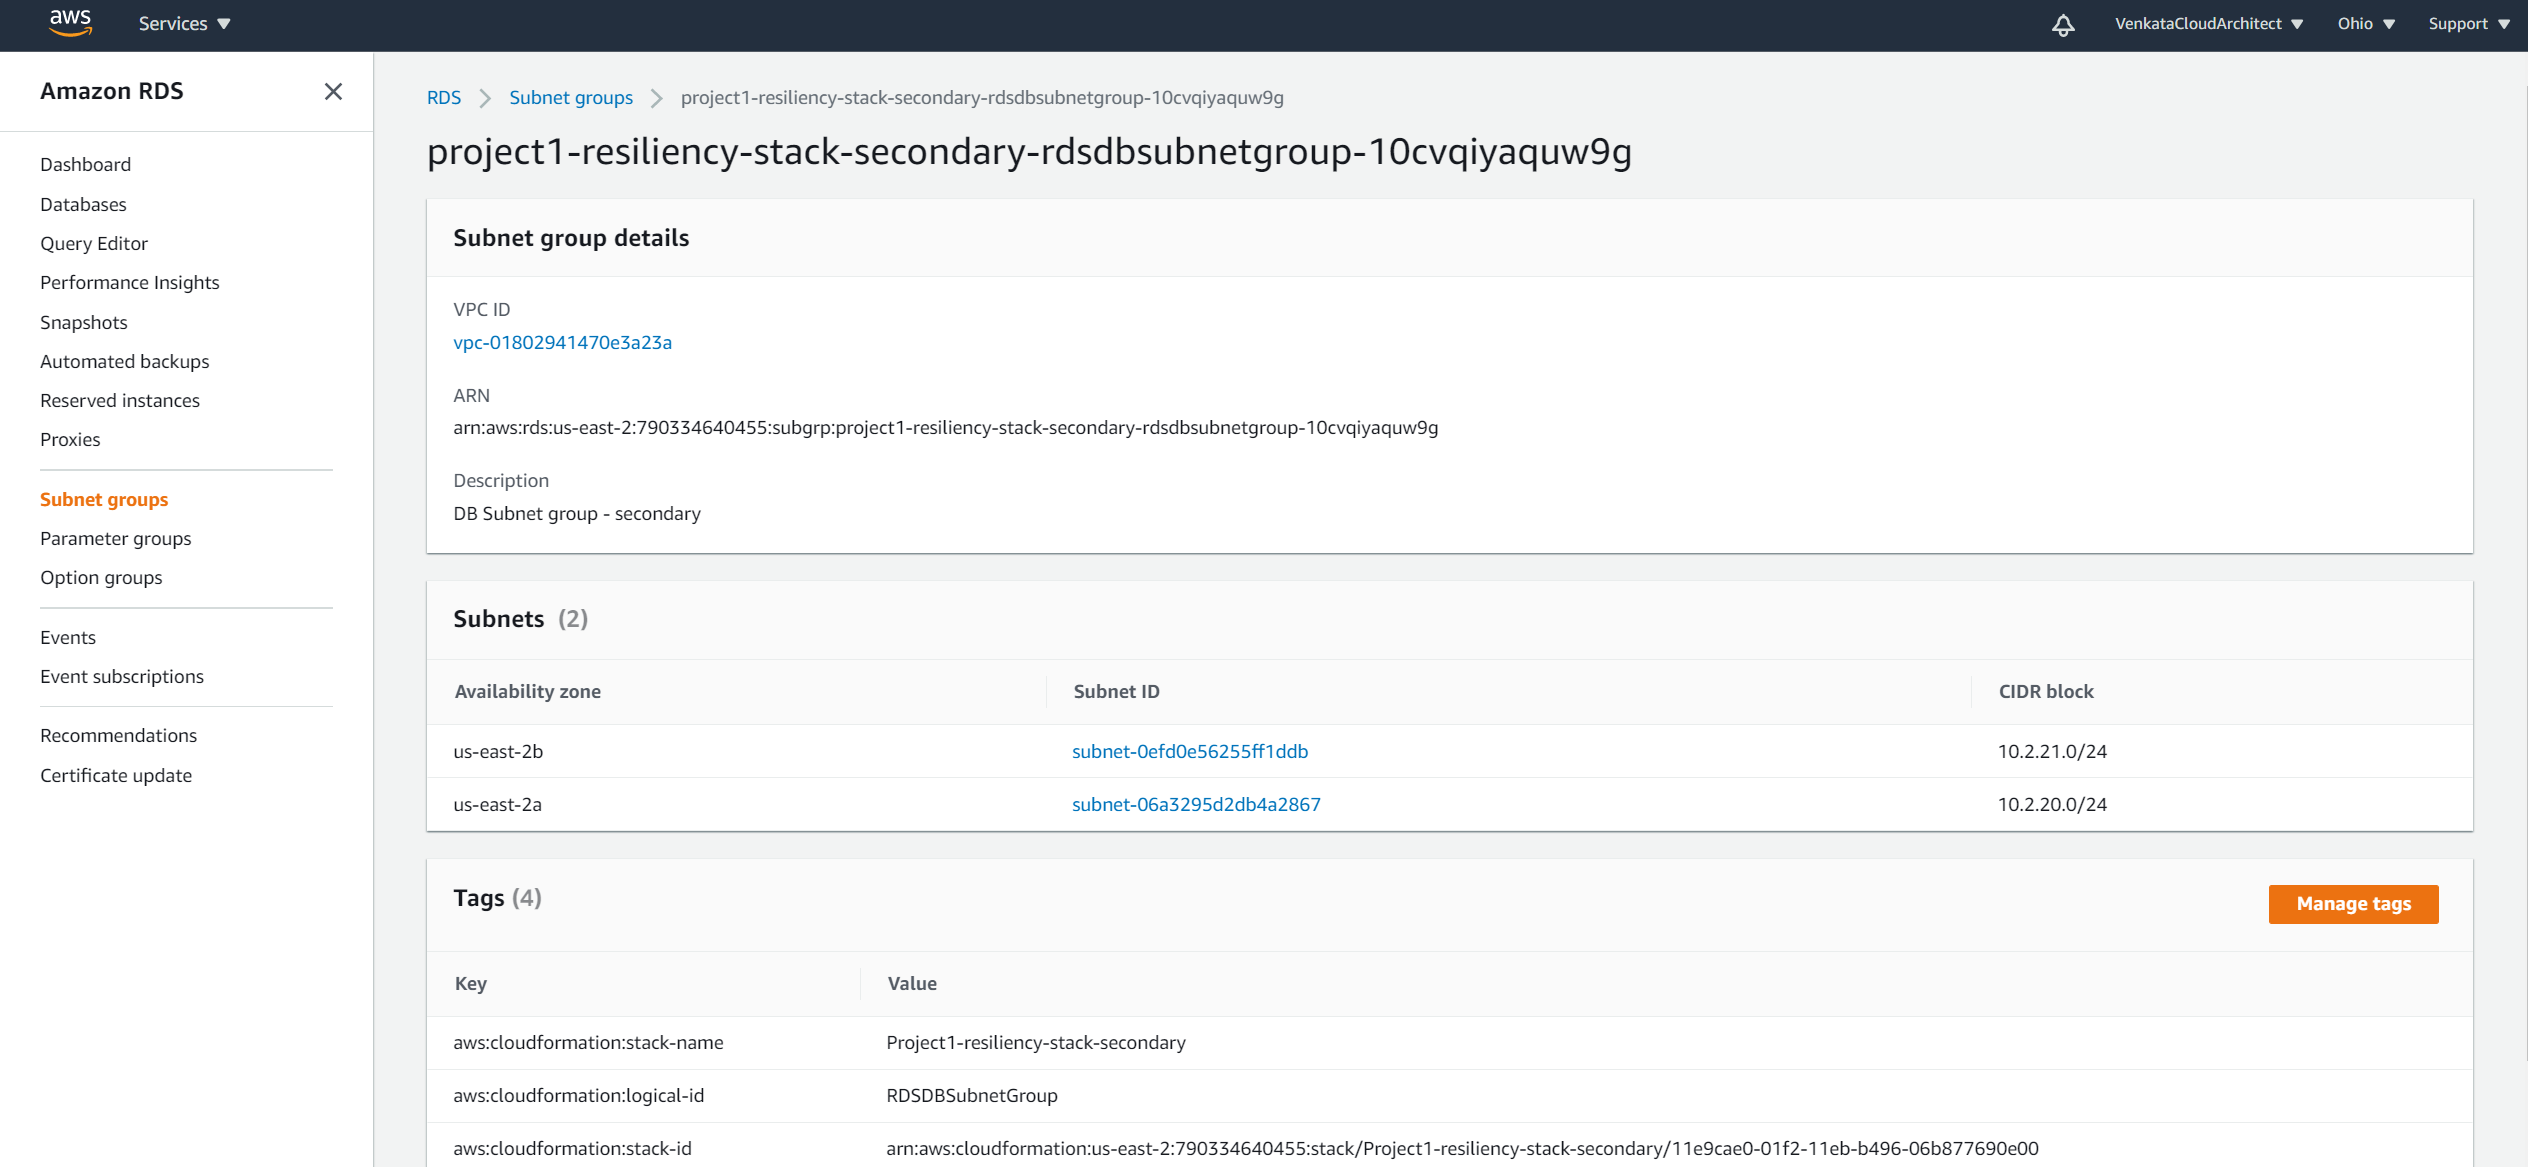 aws Services VenkataCloudArchitect Ohio Support
Amazon RDS
Dashboard
Databases
Query Editor
Performance Insights
Snapshots
Automated backups
Reserved instances
Proxies
Subnet groups
Parameter groups
Option groups
Events
Event subscriptions
Recommendations
Certificate update
RDS Subnet groups project1-resiliency-stack-secondary-rdsdbsubnetgroup-10cvqiyaquw9g
project1-resiliency-stack-secondary-rdsdbsubnetgroup-10cvqiyaquw9g
Subnet group details
VPC ID
vpc-01802941470e3a23a
ARN
arn:aws:rds:us-east-2:790334640455:subgrp:project1-resiliency-stack-secondary-rdsdbsubnetgroup-10cvqiyaquw9g
Description
DB Subnet group - secondary
Subnets (2)
Availability zone Subnet ID CIDR block
us-east-2b subnet-0efd0e56255ff1ddb 10.2.21.0/24
us-east-2a subnet-06a3295d2db4a2867 10.2.20.0/24
Tags (4) Manage tags
Key Value
aws:cloudformation:stack-name Project1-resiliency-stack-secondary
aws:cloudformation:logical-id RDSDBSubnetGroup
aws:cloudformation:stack-id arn:aws:cloudformation:us-east-2:790334640455:stack/Project1-resiliency-stack-secondary/11e9cae0-01f2-11eb-b496-06b877690e00